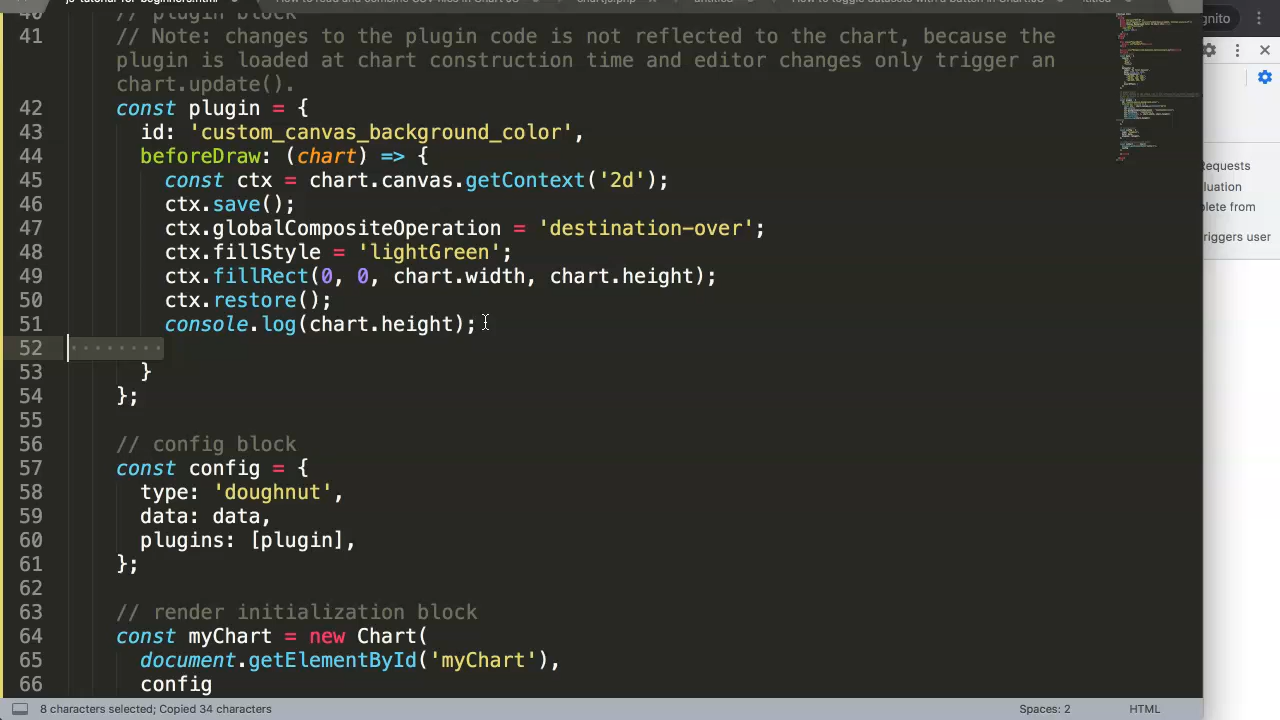 41 // Note: changes to the plugin code is not reflected to the chart, because the
plugin is loaded at chart construction time and editor changes only trigger an
chart.update().
42 const plugin = {
43 id: 'custom_canvas_background_color',
44 beforeDraw: (chart) => {
45 const ctx = chart.canvas.getContext('2d');
46 ctx.save();
47 ctx.globalCompositeOperation = 'destination-over';
48 ctx.fillStyle = 'lightGreen';
49 ctx.fillRect(0, 0, chart.width, chart.height);
50 ctx.restore();
51 console.log(chart.height);
52
53 }
54 };
55
56 // config block
57 const config = {
58 type: 'doughnut',
59 data: data,
60 plugins: [plugin],
61 };
62
63 // render initialization block
64 const myChart = new Chart(
65 document.getElementById('myChart'),
66 config
8 characters selected; Copied 34 characters
Spaces: 2
HTML